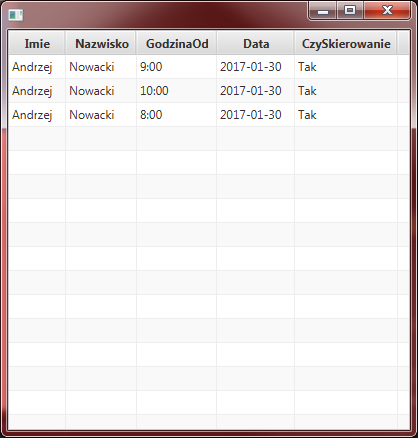 Imie Nazwisko GodzinaOd Data CzySkierowanie
Andrzej Nowacki 9:00 2017-01-30 Tak
Andrzej Nowacki 10:00 2017-01-30 Tak
Andrzej Nowacki 8:00 2017-01-30 Tak